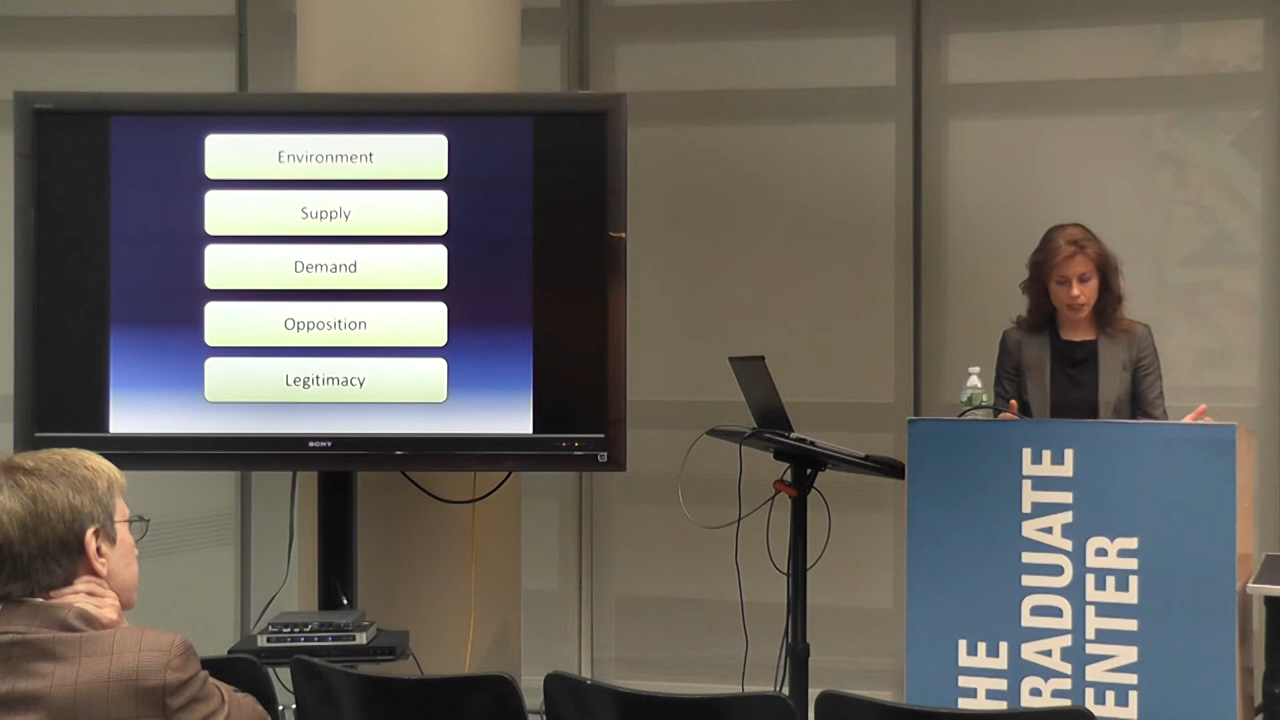 Environment
Supply
Demand
Opposition
Legitimacy
SONY
HE
RADUATE
ENTER